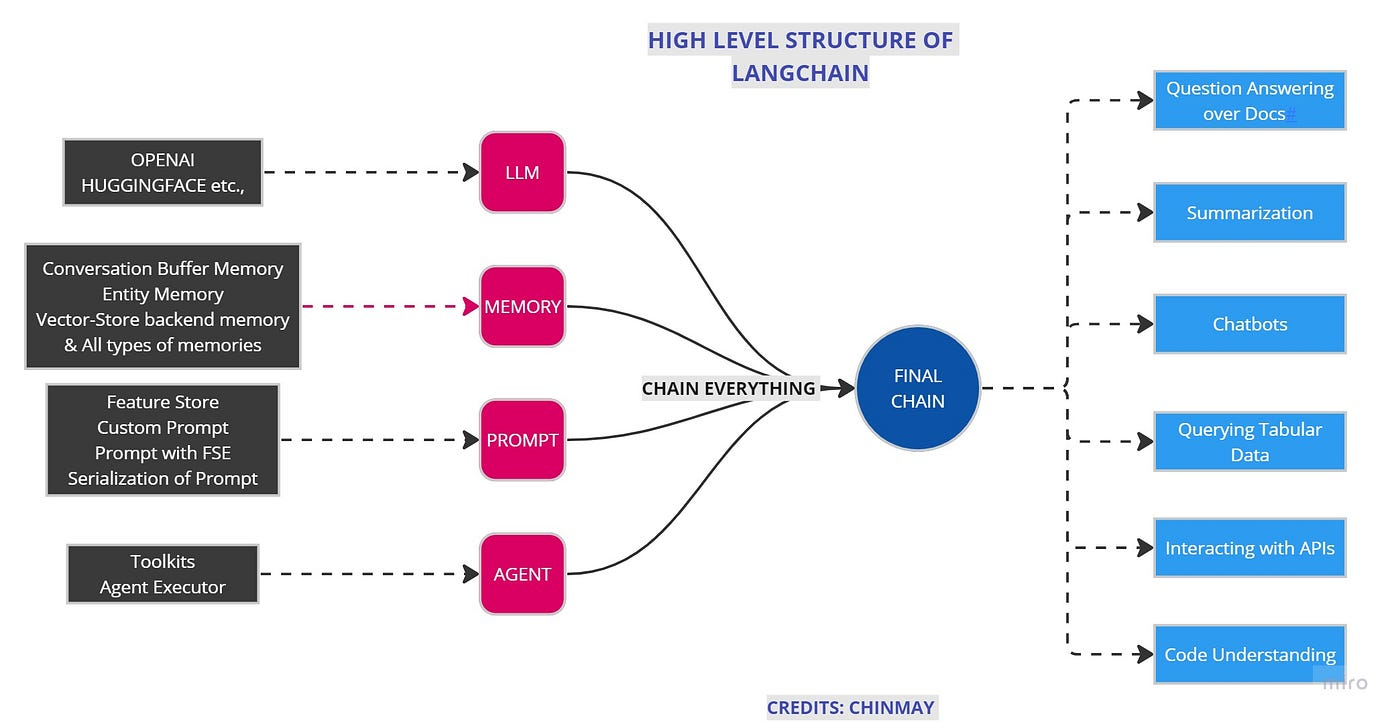 HIGH LEVEL STRUCTURE OF
LANGCHAIN
OPENAI
HUGGINGFACE etc.,
Conversation Buffer Memory
Entity Memory
Vector-Store backend memory
& All types of memories
Feature Store
Custom Prompt
Prompt with FSE
Serialization of Prompt
Toolkits
Agent Executor
LLM
MEMORY
PROMPT
AGENT
CHAIN EVERYTHING
FINAL
CHAIN
Question Answering
over Docs#
Summarization
Chatbots
Querying Tabular
Data
Interacting with APIs
Code Understanding
miro
CREDITS: CHINMAY